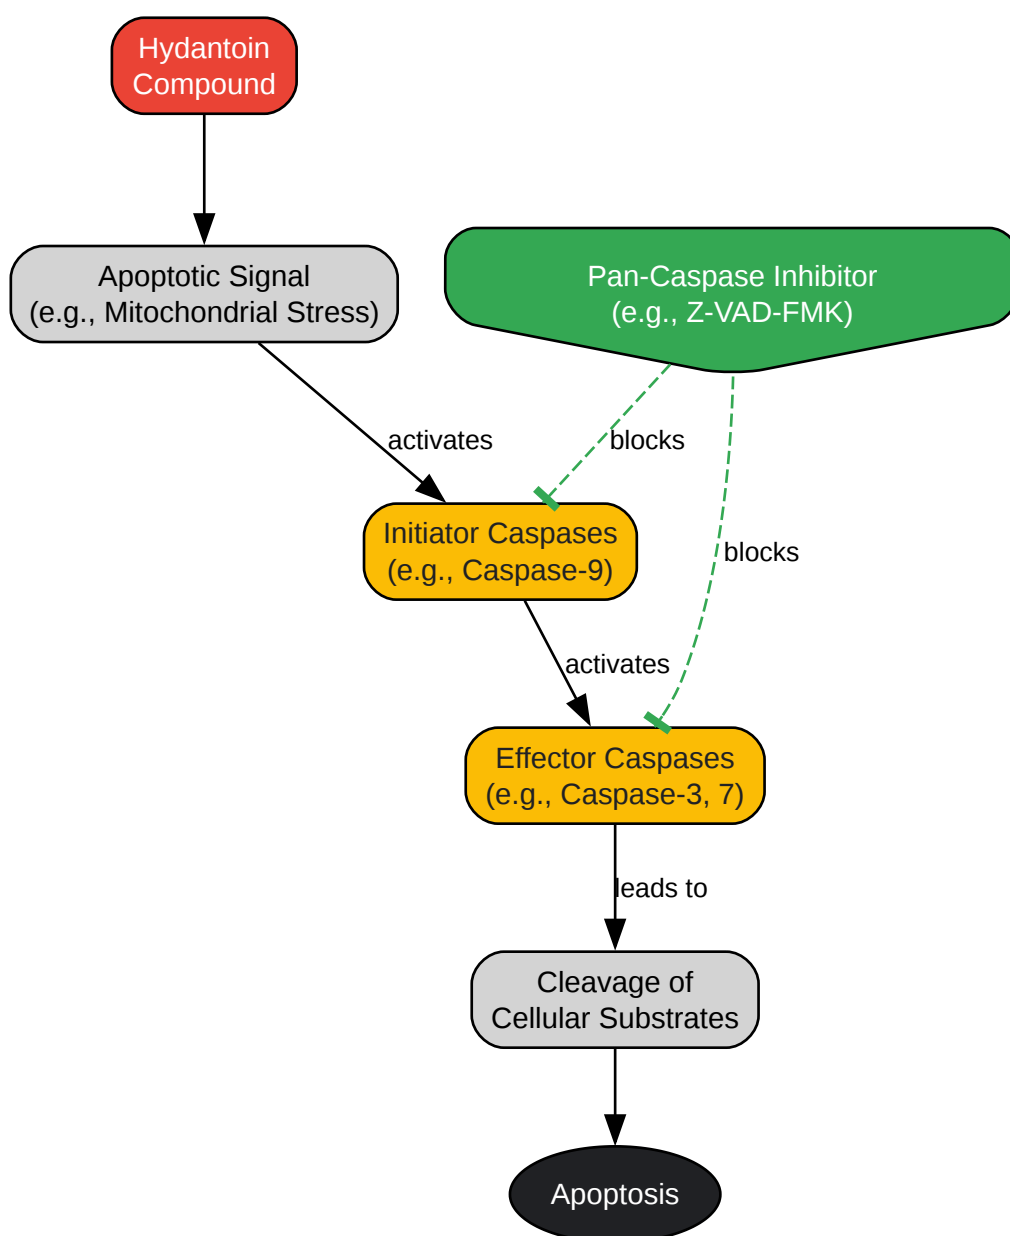 Hydantoin
Compound
Apoptotic Signal
(e.g., Mitochondrial Stress)
Pan-Caspase Inhibitor
(e.g., Z-VAD-FMK)
activates
blocks
Initiator Caspases
(e.g., Caspase-9)
blocks
activates
Effector Caspases
(e.g., Caspase-3, 7)
leads to
Cleavage of
Cellular Substrates
Apoptosis